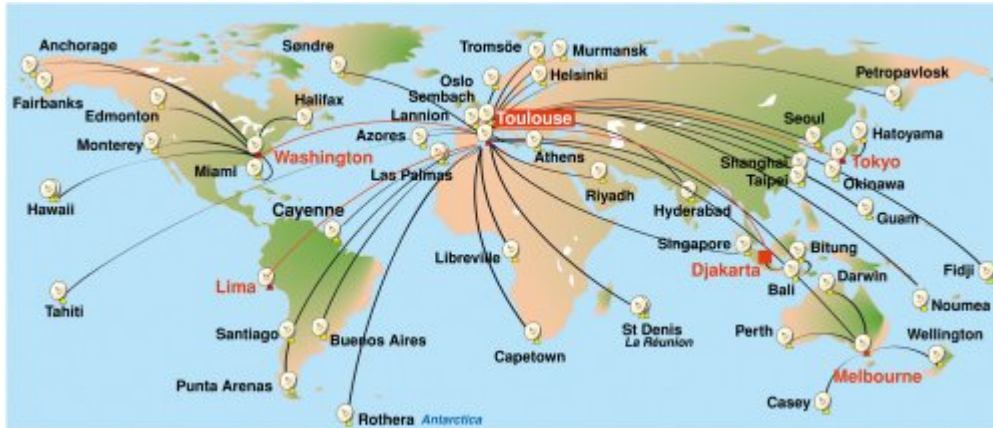 Anchorage
Søndre
Tromsöe
Murmansk
Oslo
Helsinki
Petropavlosk
Fairbanks
Sembach
Edmonton
Halifax
Lannion
Toulouse
Seoul
Hatoyama
Monterey
Azores
Washington
Athens
Shanghai
Tokyo
Miami
Las Palmas
Taipei
Okinawa
Riyadh
Hawaii
Hyderabad
Guam
Cayenne
Singapore
Bitung
Libreville
Djakarta
Darwin
Fidji
Lima
Bali
Tahiti
Noumea
Santiago
Buenos Aires
St Denis
La Réunion
Perth
Wellington
Capetown
Punta Arenas
Melbourne
Casey
Rothera Antarctica